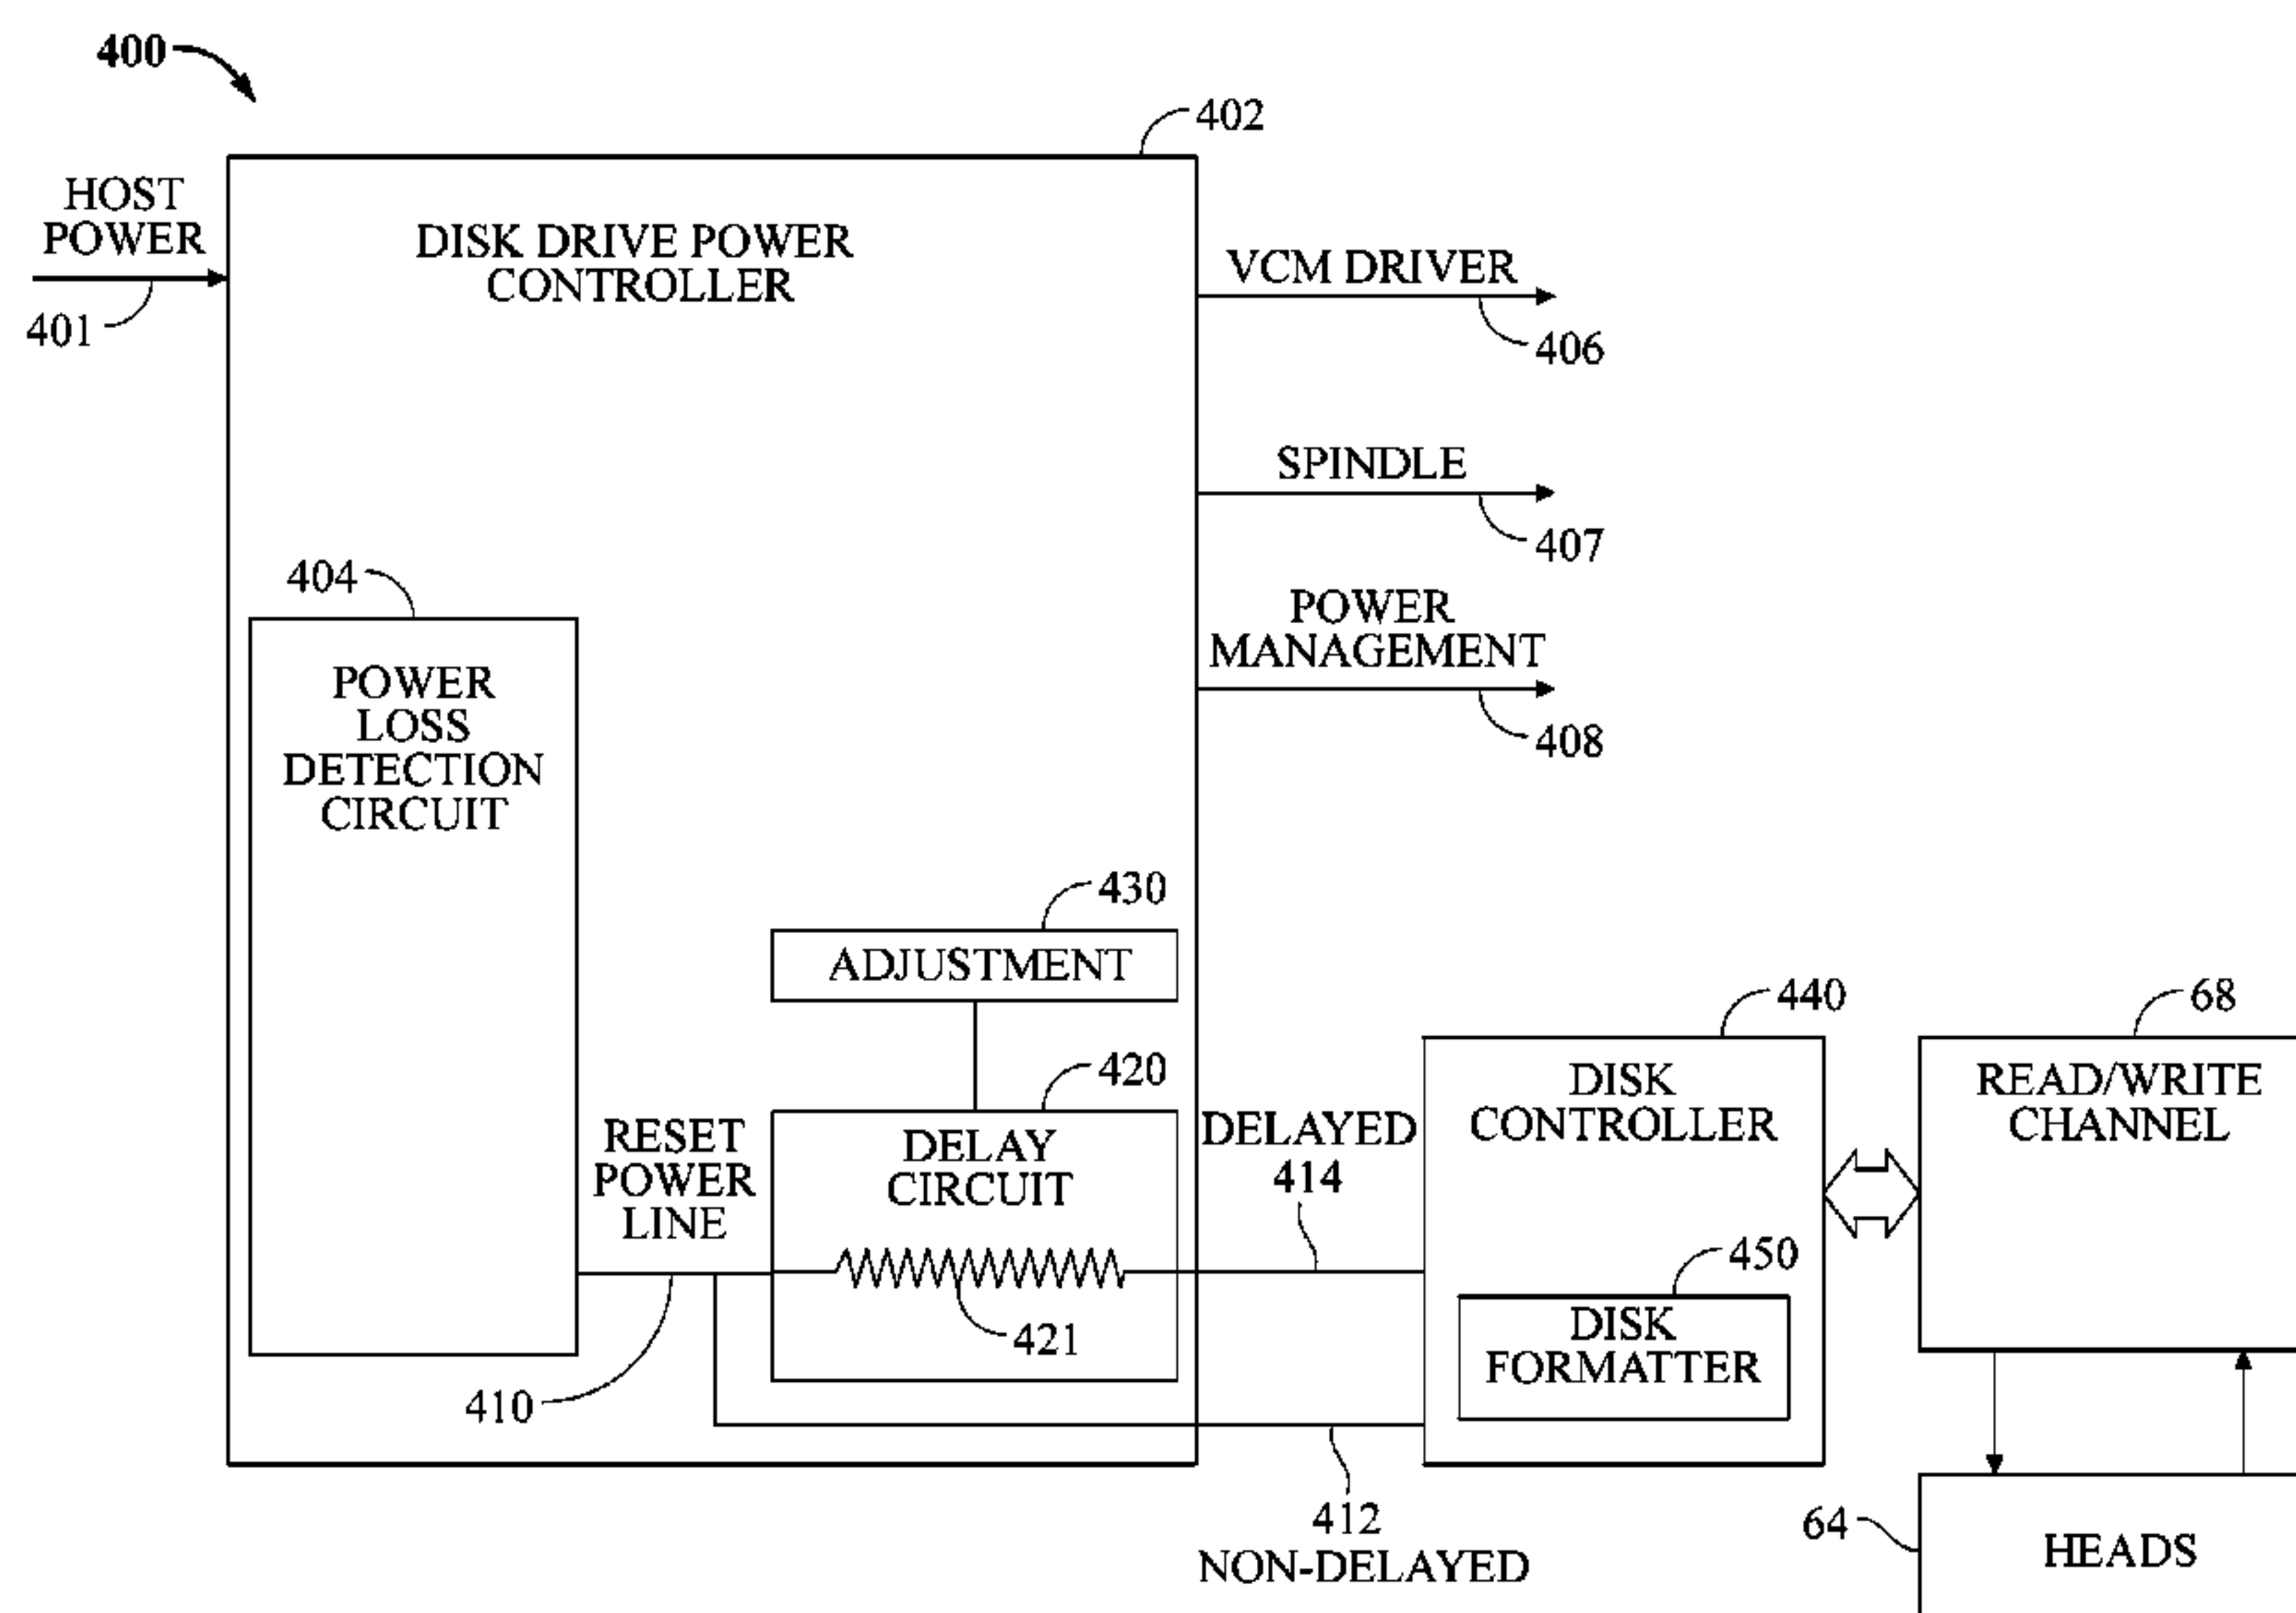 400
402
HOST
POWER
401
DISK DRIVE POWER
CONTROLLER
VCM DRIVER
406
SPINDLE
407
POWER
MANAGEMENT
408
404
POWER
LOSS
DETECTION
CIRCUIT
430
ADJUSTMENT
420
DELAY
CIRCUIT
421
RESET
POWER
LINE
410
DELAYED
414
412
NON-DELAYED
440
DISK
CONTROLLER
450
DISK
FORMATTER
68
READ/WRITE
CHANNEL
64
HEADS